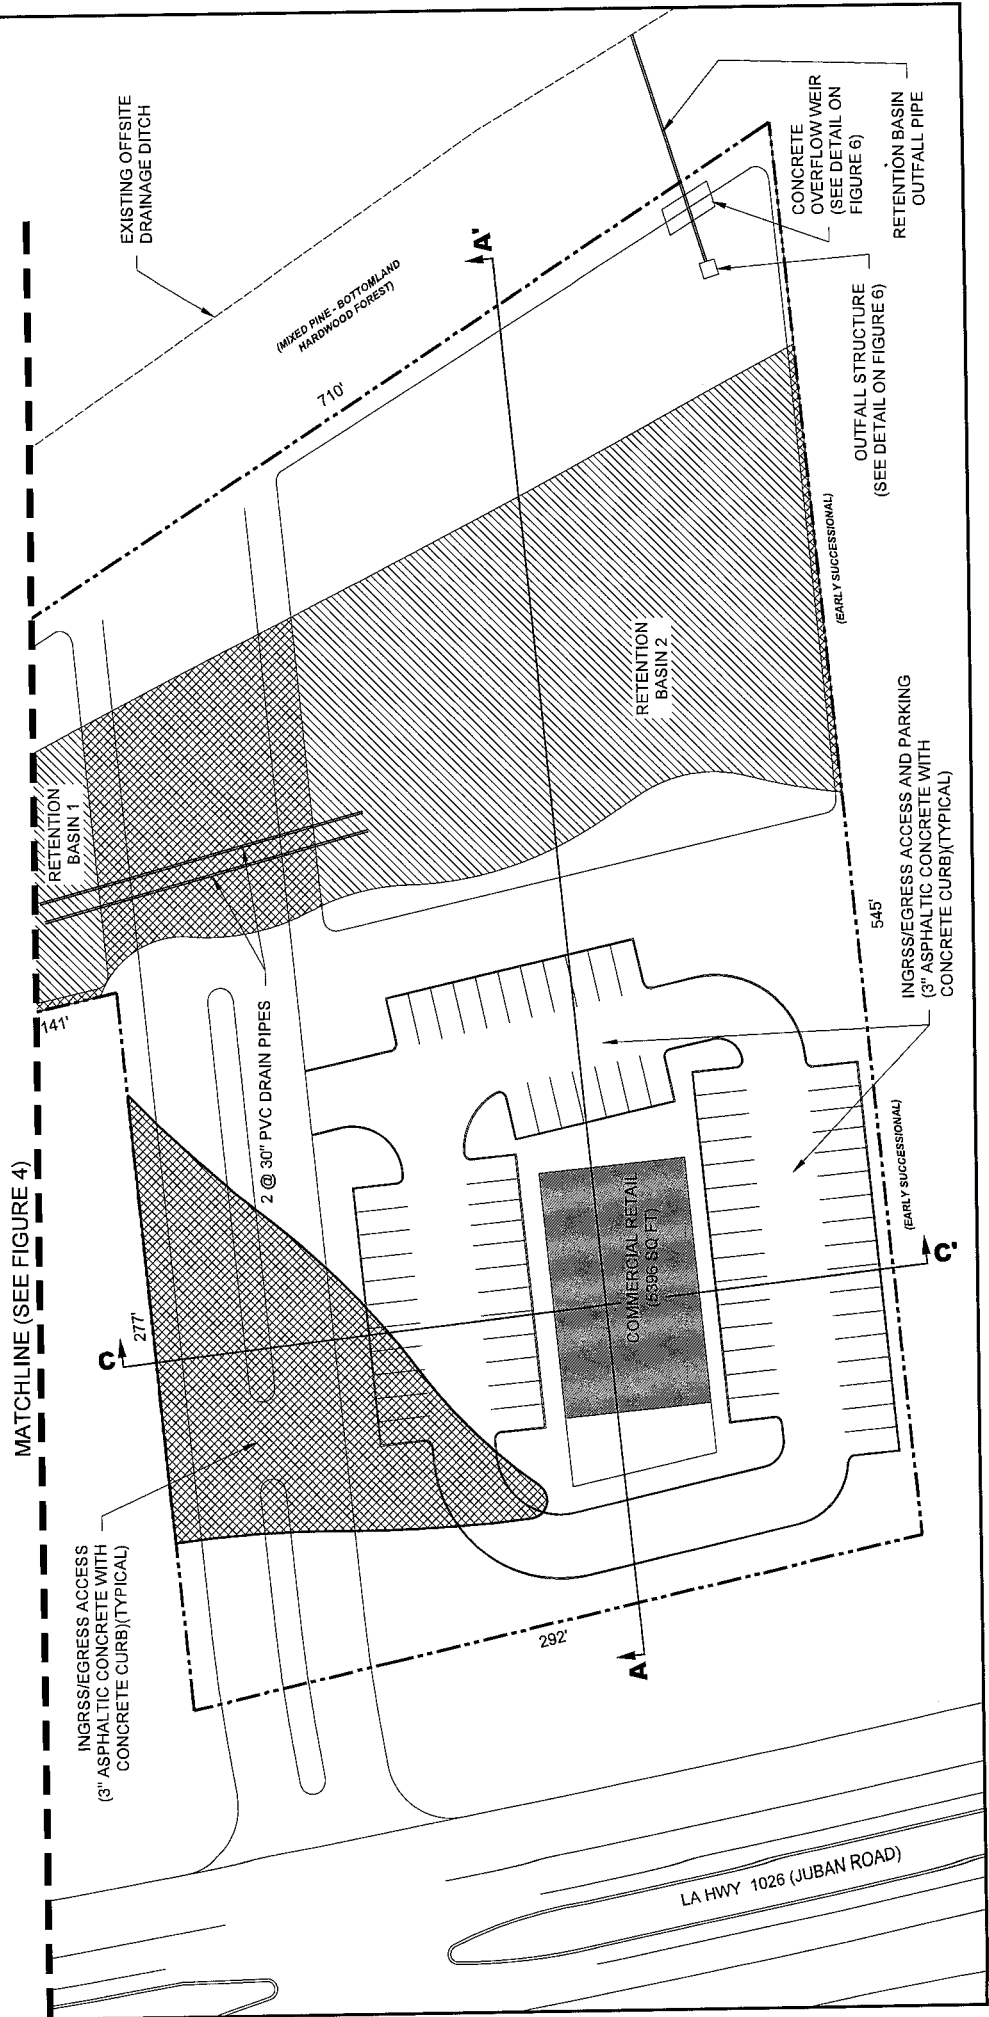 MATCHLINE (SEE FIGURE 4)
EXISTING OFFSITE
DRAINAGE DITCH
(MIXED PINE - BOTTOMLAND
HARDWOOD FOREST)
710'
A'
CONCRETE
OVERFLOW WEIR
(SEE DETAIL ON
FIGURE 6)
RETENTION BASIN
OUTFALL PIPE
OUTFALL STRUCTURE
(SEE DETAIL ON FIGURE 6)
RETENTION
BASIN 1
RETENTION
BASIN 2
(EARLY SUCCESSIONAL)
141'
2 @ 30" PVC DRAIN PIPES
INGRSS/EGRESS ACCESS AND PARKING
(3" ASPHALTIC CONCRETE WITH
CONCRETE CURB)(TYPICAL)
545'
277'
C
COMMERCIAL RETAIL
(5596 SQ FT)
(EARLY SUCCESSIONAL)
C'
INGRSS/EGRESS ACCESS
(3" ASPHALTIC CONCRETE WITH
CONCRETE CURB)(TYPICAL)
292'
A
LA HWY 1026 (JUBAN ROAD)